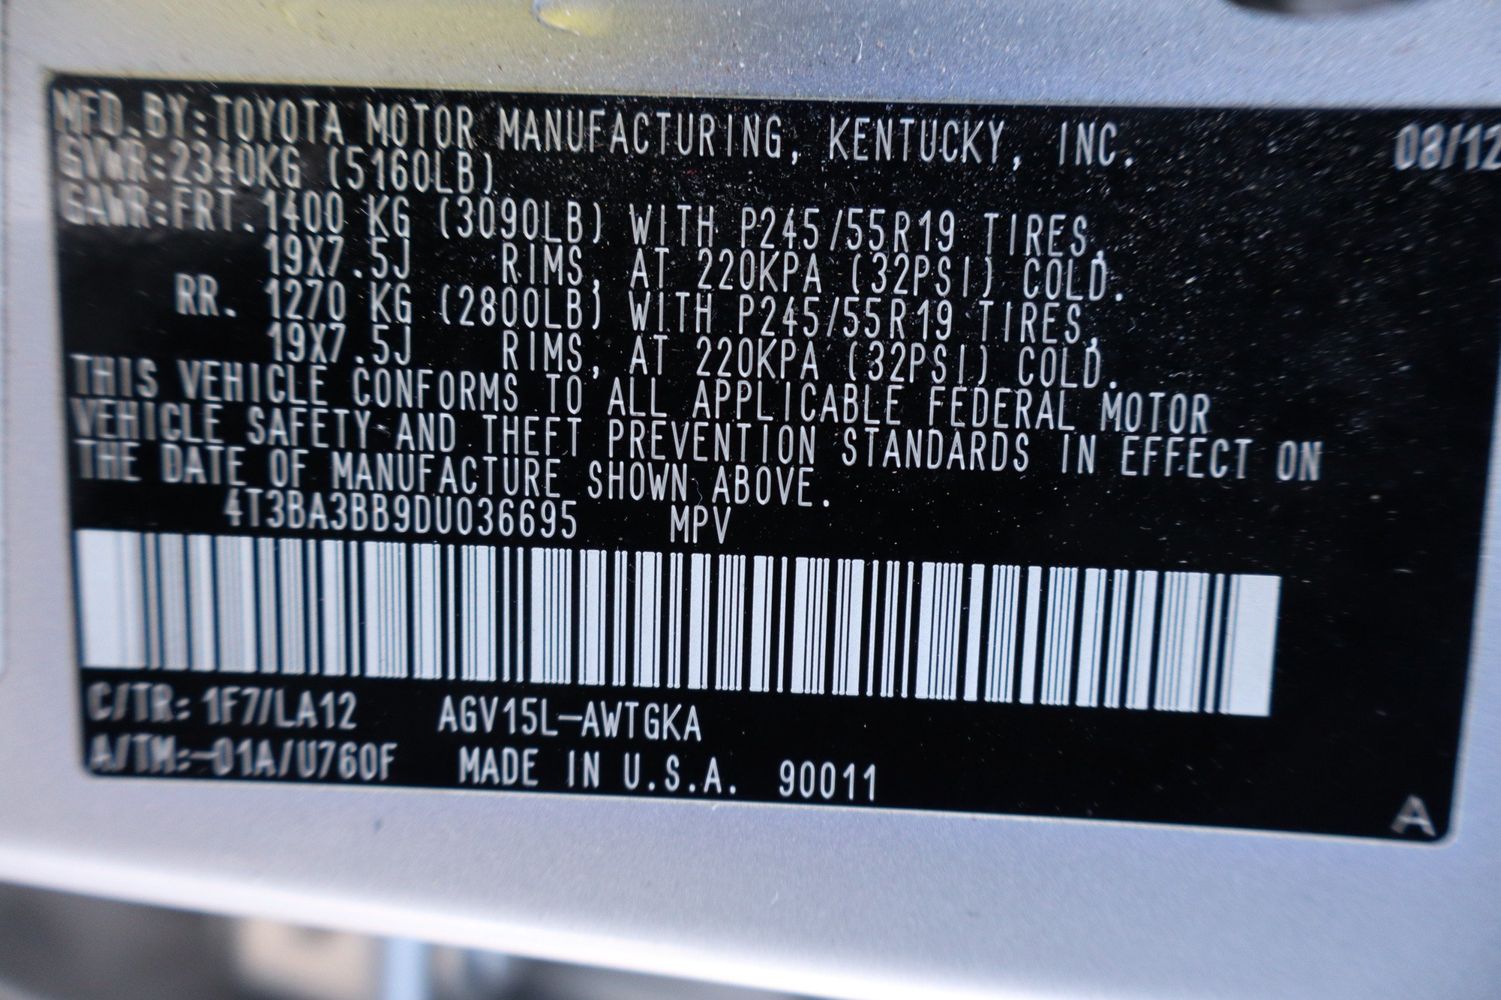 MFD.BY:TOYOTA MOTOR MANUFACTURING, KENTUCKY, INC. 08/12
GVWR:2340KG (5160LB)
GAWR:FRT. 1400 KG (3090LB) WITH P245/55R19 TIRES,
19X7.5J RIMS, AT 220KPA (32PSI) COLD.
RR. 1270 KG (2800LB) WITH P245/55R19 TIRES,
19X7.5J RIMS, AT 220KPA (32PSI) COLD.
THIS VEHICLE CONFORMS TO ALL APPLICABLE FEDERAL MOTOR
VEHICLE SAFETY AND THEFT PREVENTION STANDARDS IN EFFECT ON
THE DATE OF MANUFACTURE SHOWN ABOVE.
4T3BA3BB9DU036695 MPV
C/TR: 1F7/LA12 AGV15L-AWTGKA
A/TM:-01A/U760F MADE IN U.S.A. 90011
A